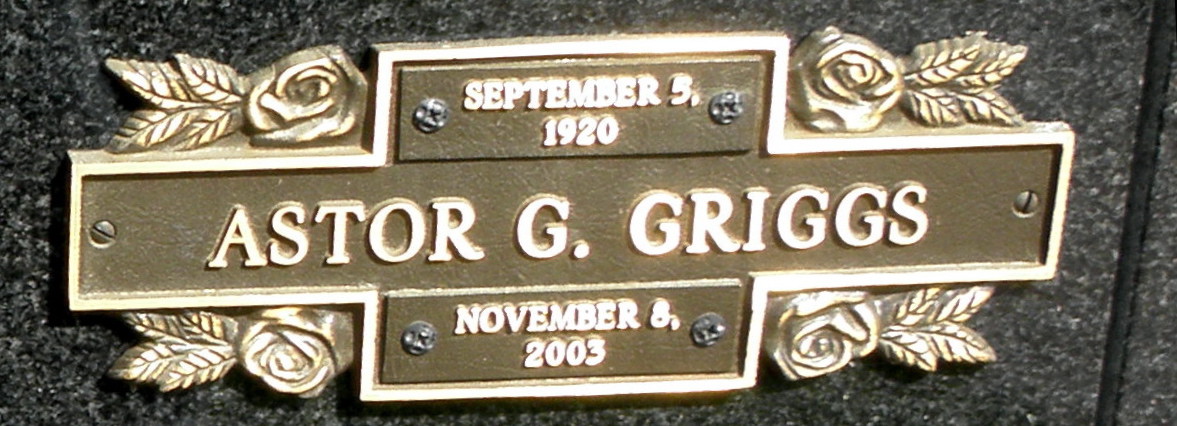 SEPTEMBER 5,
1920
ASTOR G. GRIGGS
NOVEMBER 8,
2003